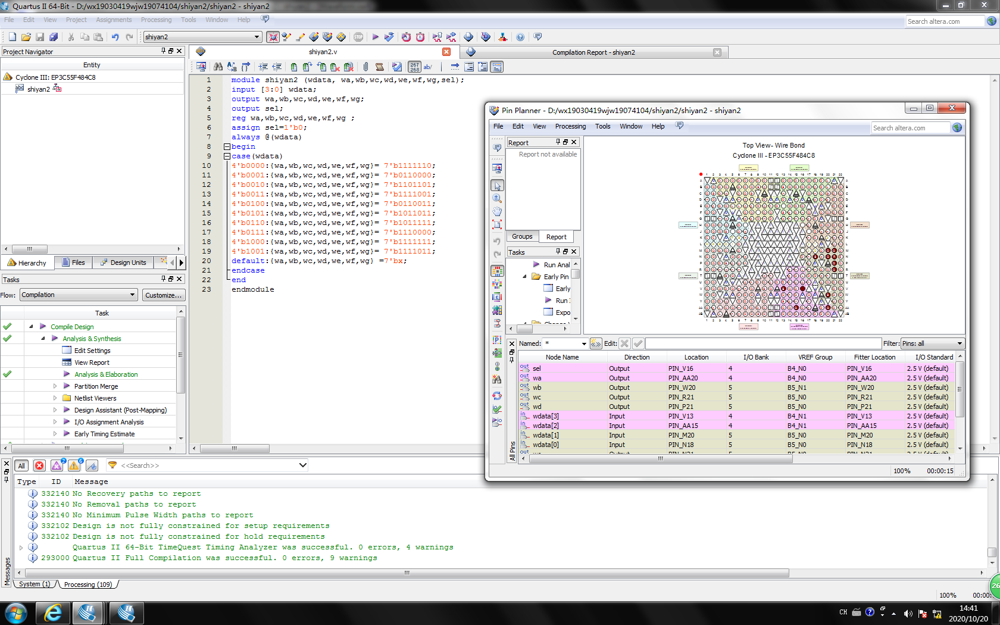 Quartus II 64-Bit - D:/wx19030419wjw19074104/shiyan2/shiyan2 - shiyan2
File Edit View Project Assignments Processing Tools Window Help
Search altera.com
shiyan2
Project Navigator
Entity
Cyclone III: EP3C55F484C8
shiyan2
Hierarchy Files Design Units
Tasks
Flow: Compilation Customize...
Task
Compile Design
Analysis & Synthesis
Edit Settings
View Report
Analysis & Elaboration
Partition Merge
Netlist Viewers
Design Assistant (Post-Mapping)
I/O Assignment Analysis
Early Timing Estimate
shiyan2.v
Compilation Report - shiyan2
1 module shiyan2 (wdata, wa,wb,wc,wd,we,wf,wg,sel);
2 input [3:0] wdata;
3 output wa,wb,wc,wd,we,wf,wg;
4 output sel;
5 reg wa,wb,wc,wd,we,wf,wg ;
6 assign sel=1'b0;
7 always @(wdata)
8 begin
9 case(wdata)
10 4'b0000:{wa,wb,wc,wd,we,wf,wg}= 7'b1111110;
11 4'b0001:{wa,wb,wc,wd,we,wf,wg}= 7'b0110000;
12 4'b0010:{wa,wb,wc,wd,we,wf,wg}= 7'b1101101;
13 4'b0011:{wa,wb,wc,wd,we,wf,wg}= 7'b1111001;
14 4'b0100:{wa,wb,wc,wd,we,wf,wg}= 7'b0110011;
15 4'b0101:{wa,wb,wc,wd,we,wf,wg}= 7'b1011011;
16 4'b0110:{wa,wb,wc,wd,we,wf,wg}= 7'b1011111;
17 4'b0111:{wa,wb,wc,wd,we,wf,wg}= 7'b1110000;
18 4'b1000:{wa,wb,wc,wd,we,wf,wg}= 7'b1111111;
19 4'b1001:{wa,wb,wc,wd,we,wf,wg}= 7'b1111011;
20 default:{wa,wb,wc,wd,we,wf,wg} =7'bx;
21 endcase
22 end
23 endmodule
Pin Planner - D:/wx19030419wjw19074104/shiyan2/shiyan2 - shiyan2
File Edit View Processing Tools Window Help
Search altera.com
Report
Report not available
Groups Report
Tasks
Run Anal
Early Pin
Early
Run I
Expo
Top View- Wire Bond
Cyclone III - EP3C55F484C8
Named: * Edit: Filter: Pins: all
Node Name Direction Location I/O Bank VREF Group Fitter Location I/O Standard
sel Output PIN_V16 4 B4_N0 PIN_V16 2.5 V (default)
wa Output PIN_AA20 4 B4_N0 PIN_AA20 2.5 V (default)
wb Output PIN_W20 5 B5_N1 PIN_W20 2.5 V (default)
wc Output PIN_R21 5 B5_N0 PIN_R21 2.5 V (default)
wd Output PIN_P21 5 B5_N0 PIN_P21 2.5 V (default)
wdata[3] Input PIN_V13 4 B4_N1 PIN_V13 2.5 V (default)
wdata[2] Input PIN_AA15 4 B4_N1 PIN_AA15 2.5 V (default)
wdata[1] Input PIN_M20 5 B5_N0 PIN_M20 2.5 V (default)
wdata[0] Input PIN_N18 5 B5_N0 PIN_N18 2.5 V (default)
All Pins
100% 00:00:15
All 2 6 <<Search>>
Type ID Message
332140 No Recovery paths to report
332140 No Removal paths to report
332140 No Minimum Pulse Width paths to report
332102 Design is not fully constrained for setup requirements
332102 Design is not fully constrained for hold requirements
Quartus II 64-Bit TimeQuest Timing Analyzer was successful. 0 errors, 4 warnings
293000 Quartus II Full Compilation was successful. 0 errors, 9 warnings
Messages
System (1) Processing (109)
100% 00:00:
26
CH
14:41
2020/10/20